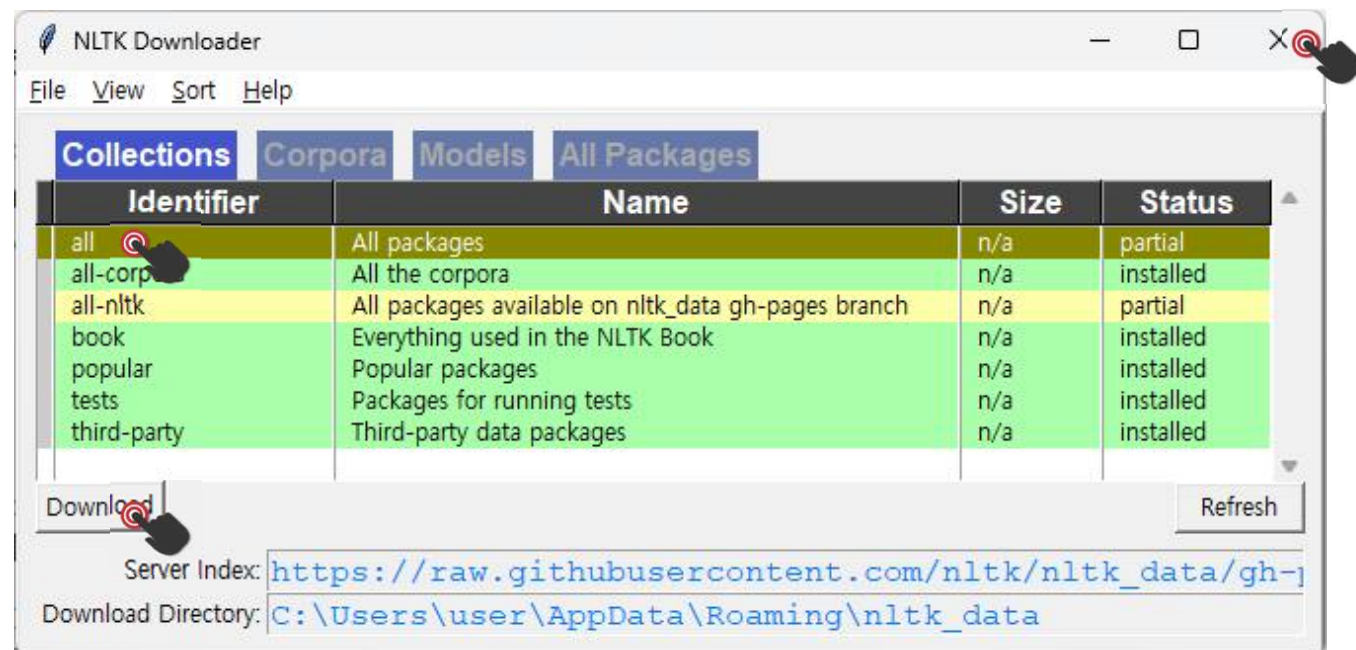 NLTK Downloader
File View Sort Help
Collections Corpora Models All Packages
Identifier Name Size Status
all All packages n/a partial
all-corpora All the corpora n/a installed
all-nltk All packages available on nltk_data gh-pages branch n/a partial
book Everything used in the NLTK Book n/a installed
popular Popular packages n/a installed
tests Packages for running tests n/a installed
third-party Third-party data packages n/a installed
Download Refresh
Server Index: https://raw.githubusercontent.com/nltk/nltk_data/gh-
Download Directory: C:\Users\user\AppData\Roaming\nltk_data